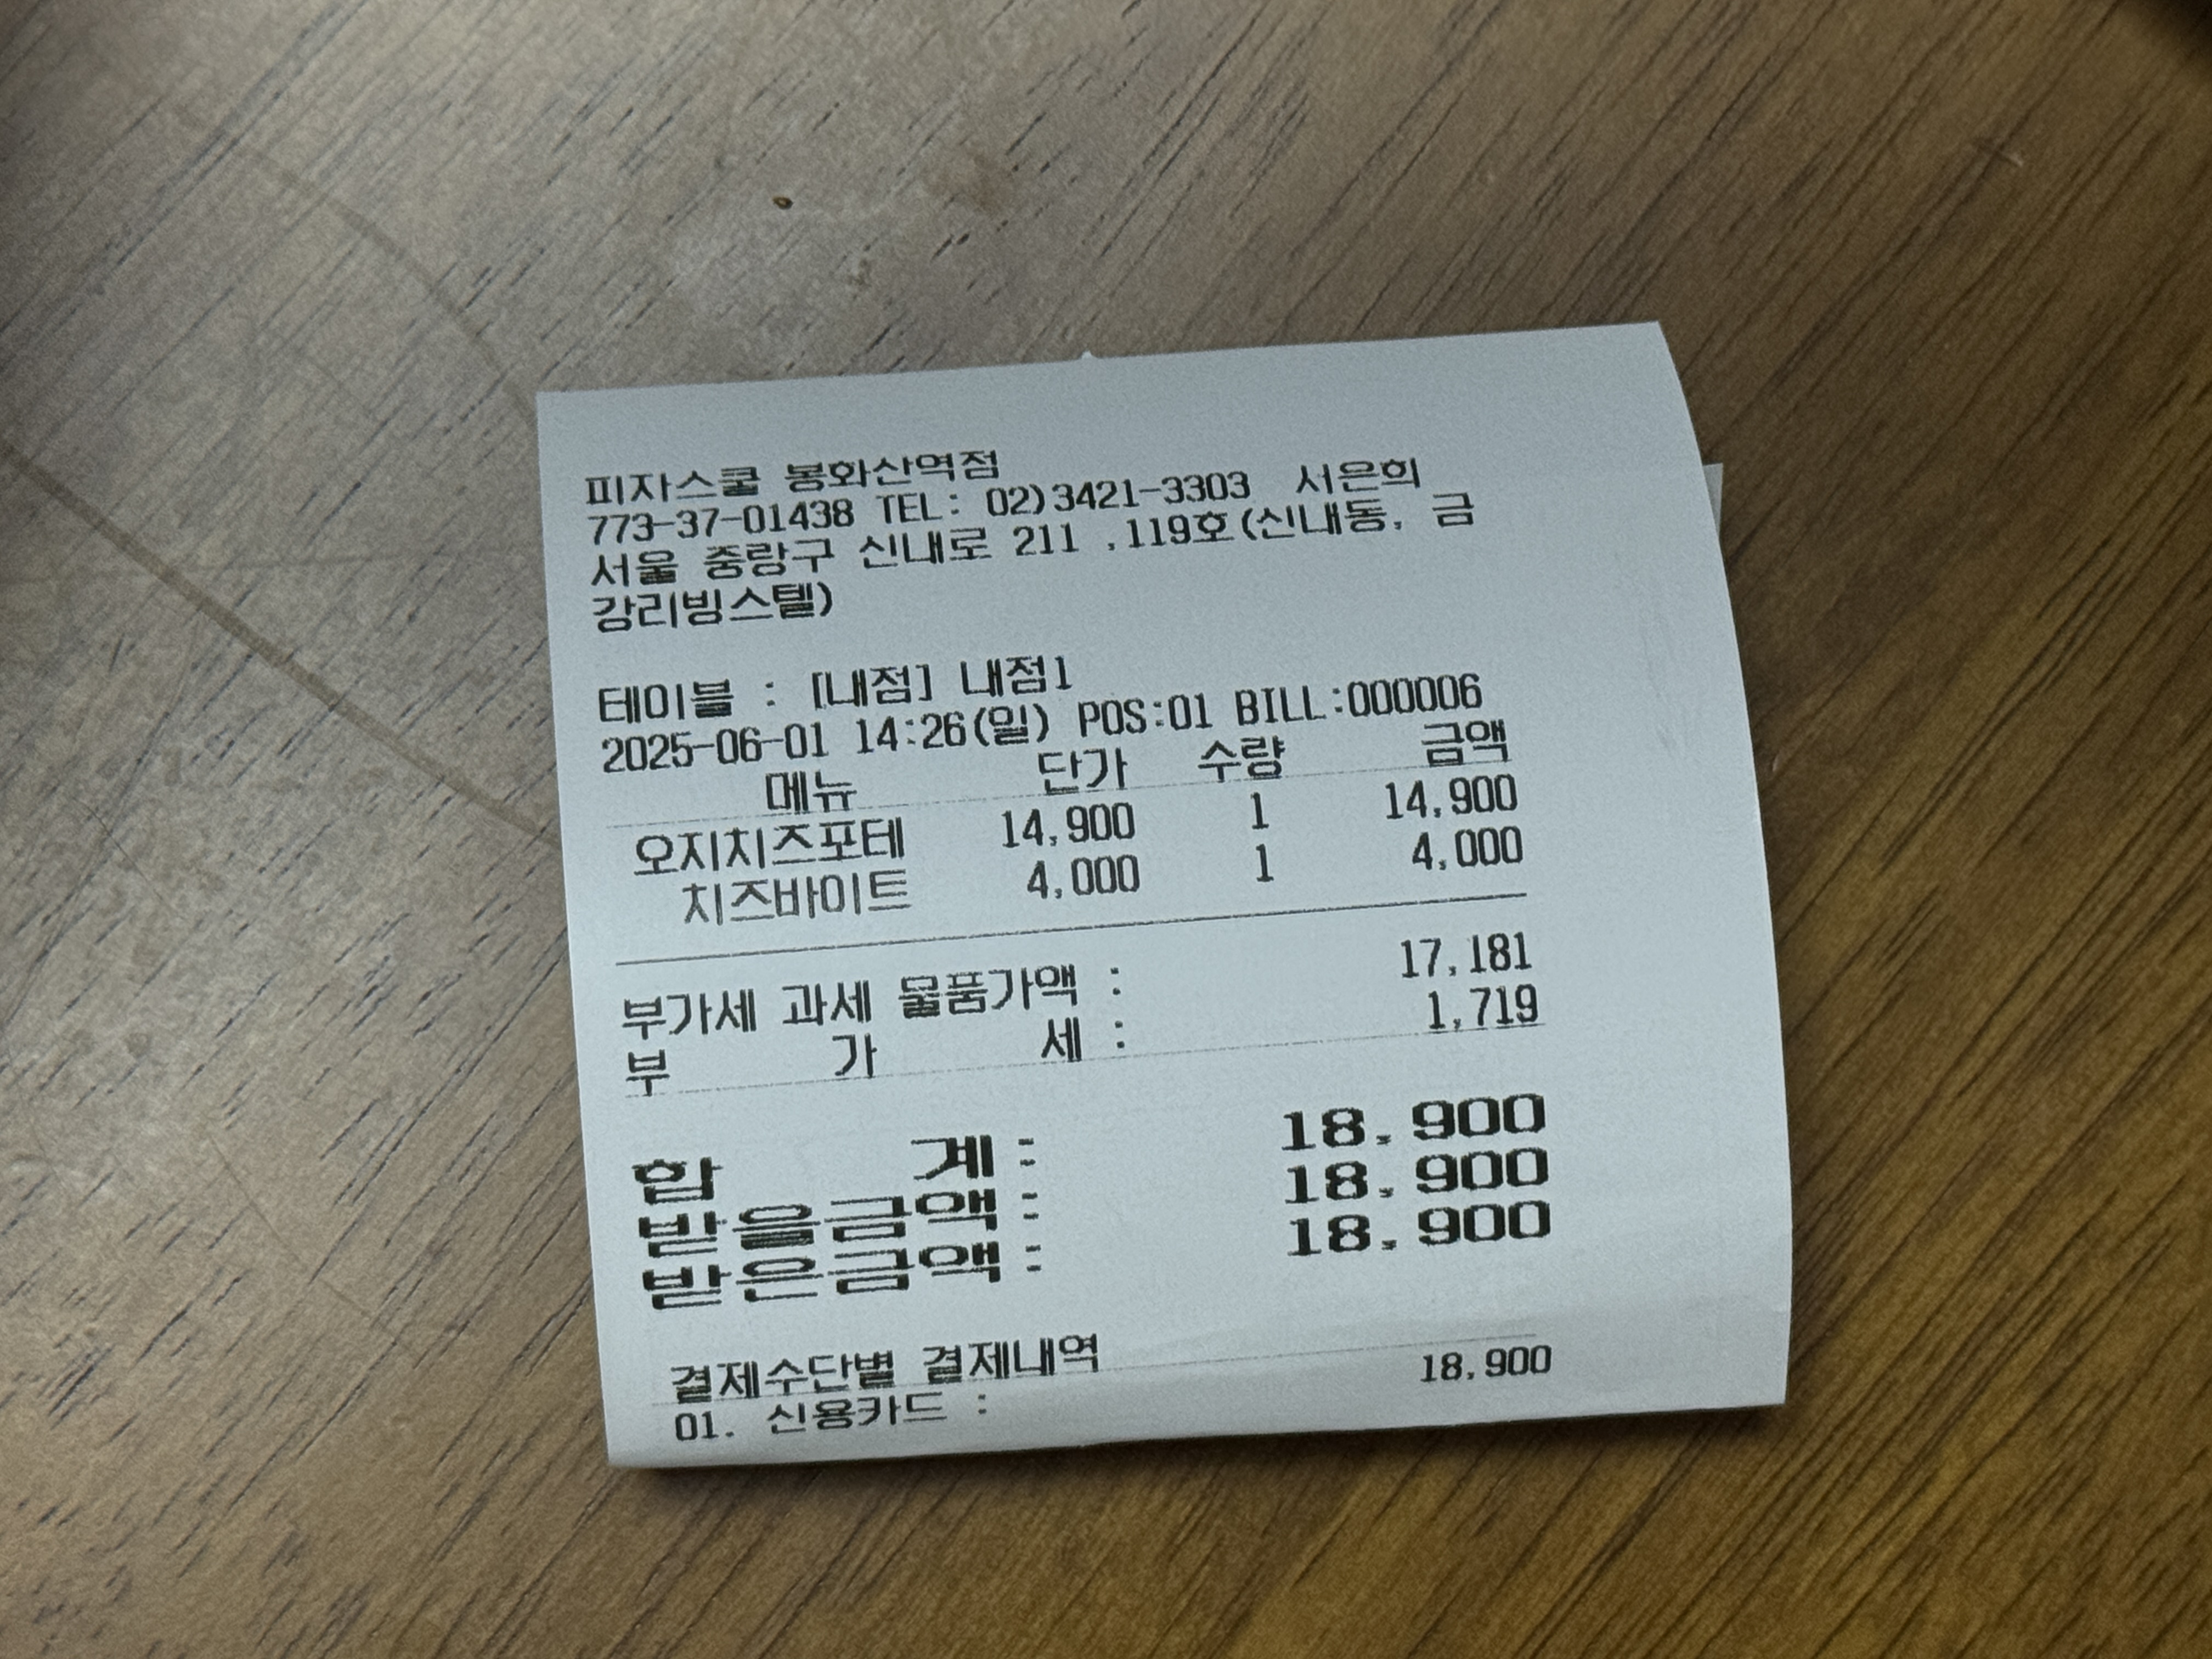 피자스쿨 봉화산역점
773-37-01438 TEL: 02)3421-3303 서은희
서울 중랑구 신내로 211 ,119호(신내동, 금
강리빙스텔)
테이블 : [내점] 내점1
2025-06-01 14:26(일) POS:01 BILL:000006
메뉴 단가 수량 금액
오지치즈포테 14,900 1 14,900
치즈바이트 4,000 1 4,000
부가세 과세 물품가액 : 17,181
부 가 세 : 1,719
합 계 : 18,900
받을금액 : 18,900
받은금액 : 18,900
결제수단별 결제내역
01. 신용카드 : 18,900